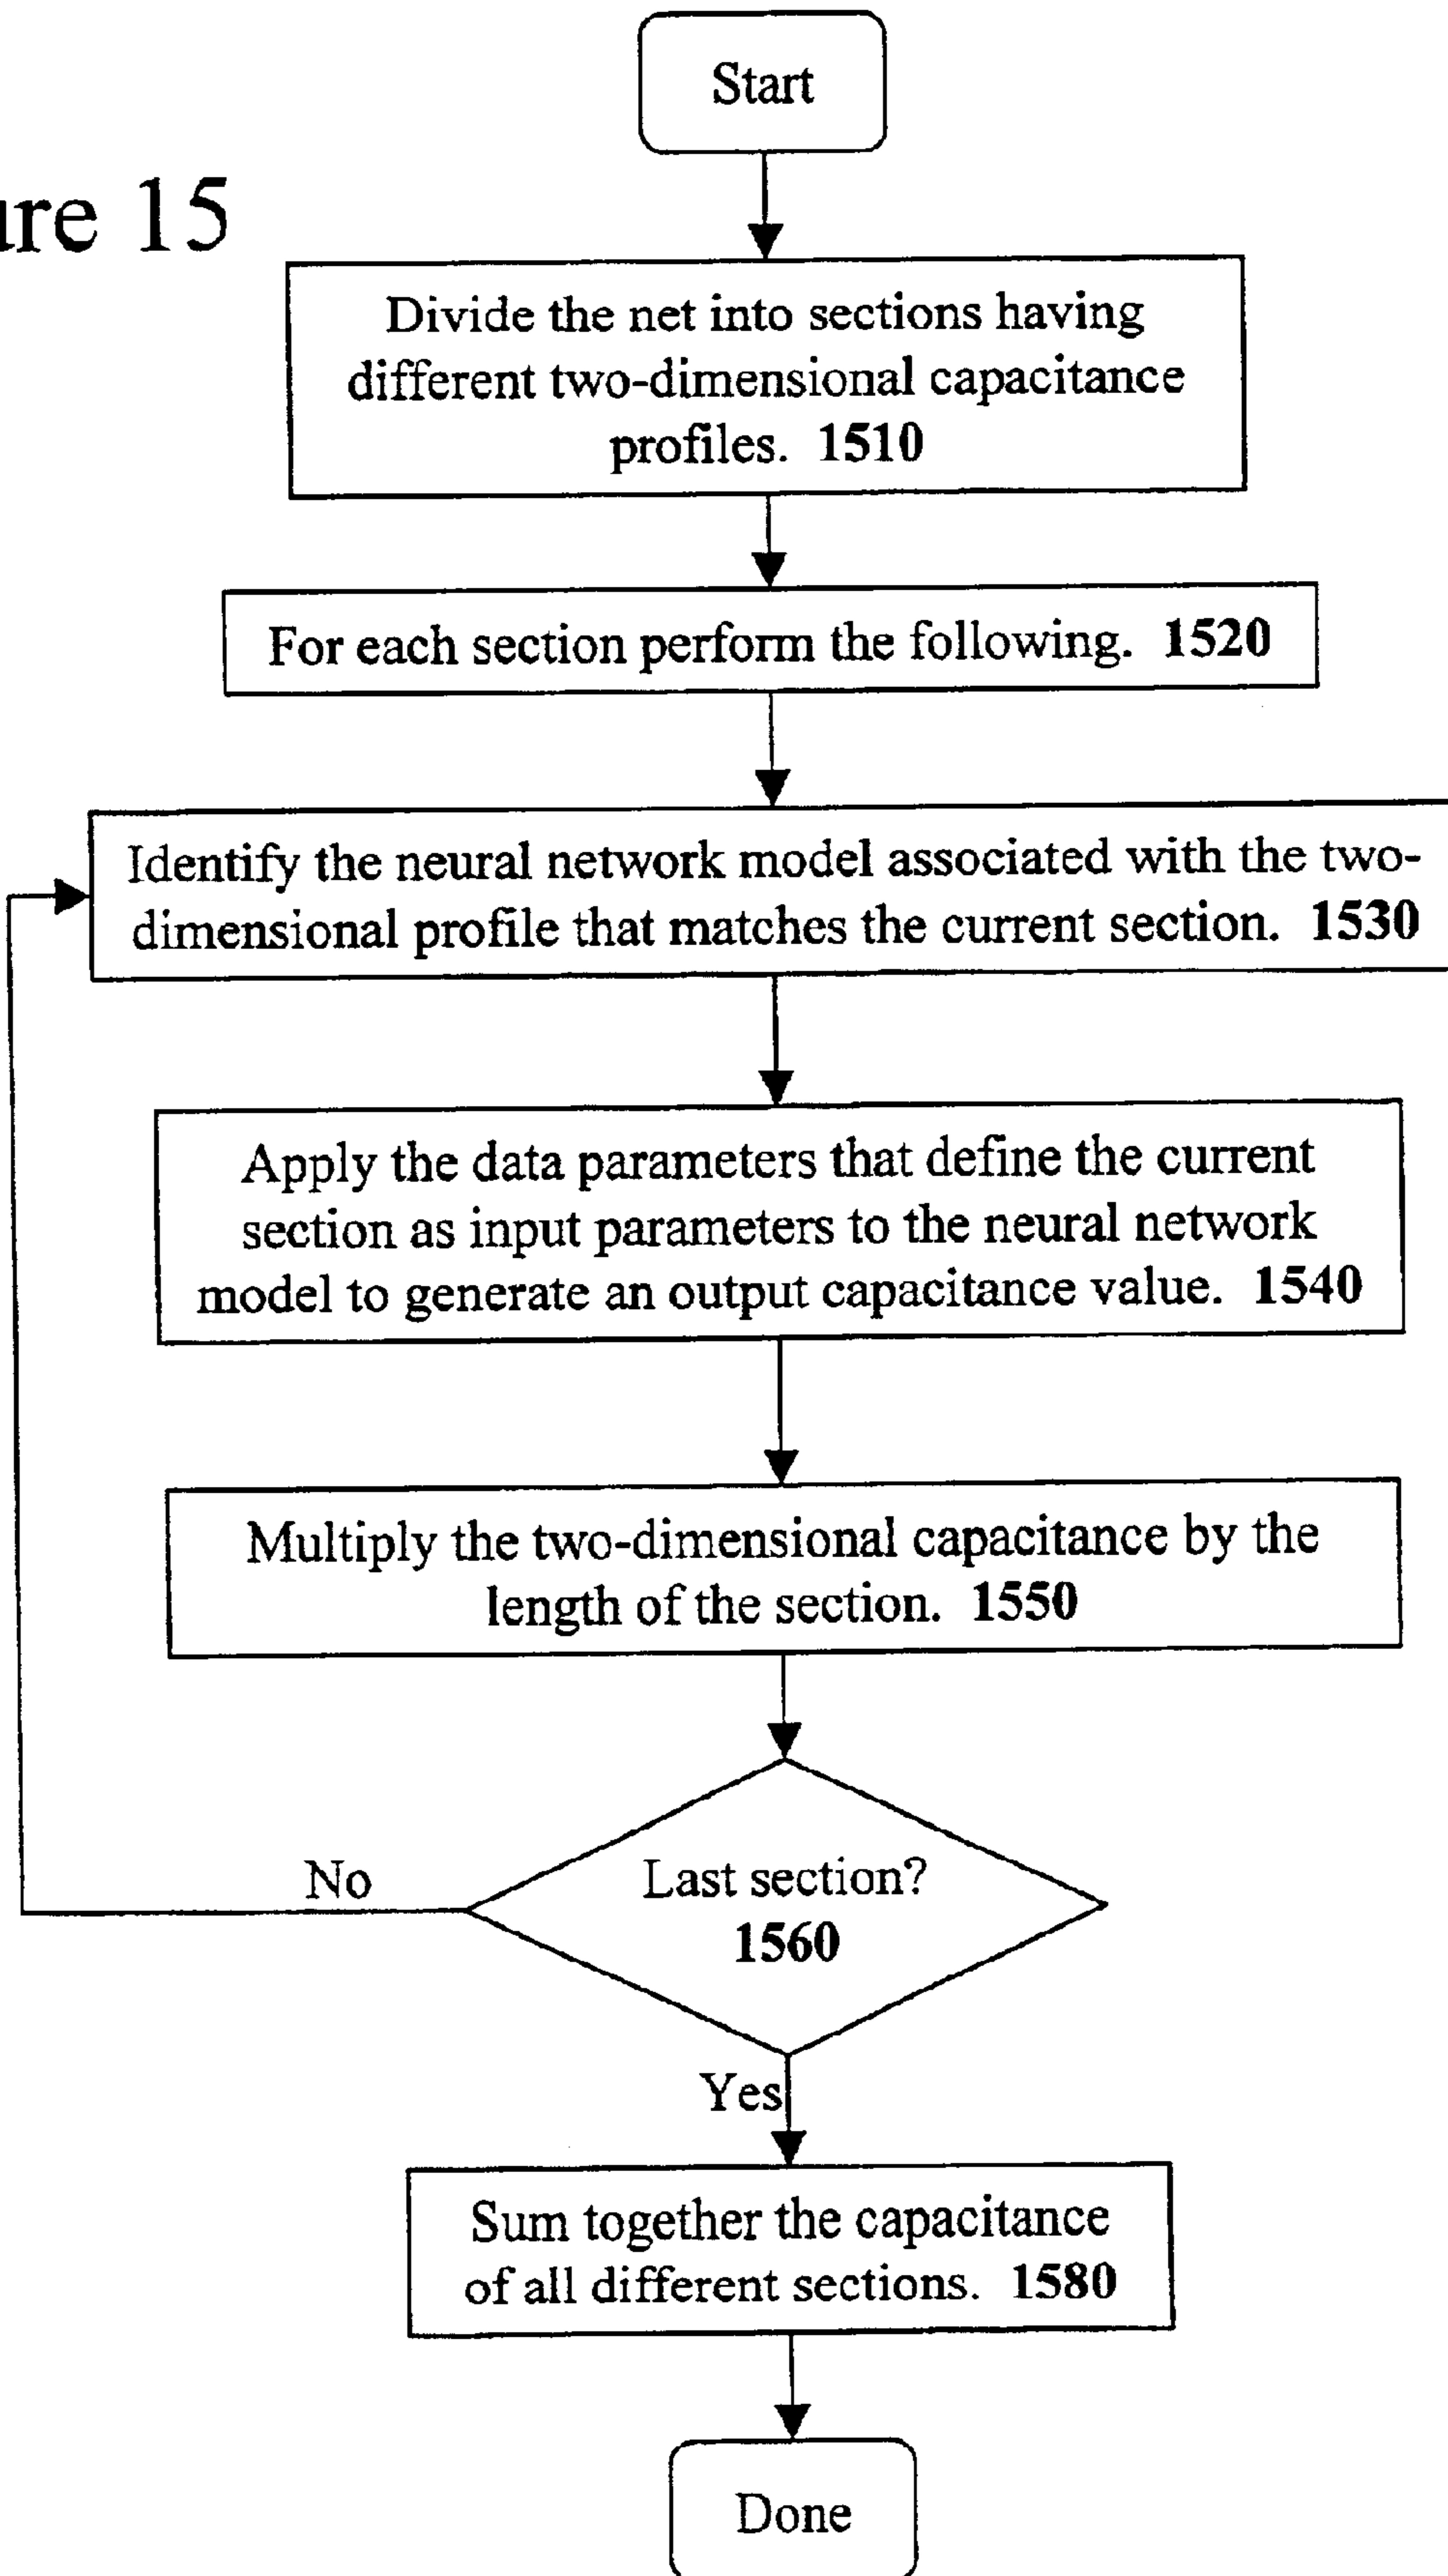 Start
ure 15
Divide the net into sections having
different two-dimensional capacitance
profiles. 1510
For each section perform the following. 1520
Identify the neural network model associated with the two-
dimensional profile that matches the current section. 1530
Apply the data parameters that define the current
section as input parameters to the neural network
model to generate an output capacitance value. 1540
Multiply the two-dimensional capacitance by the
length of the section. 1550
Last section?
1560
No
Yes
Sum together the capacitance
of all different sections. 1580
Done